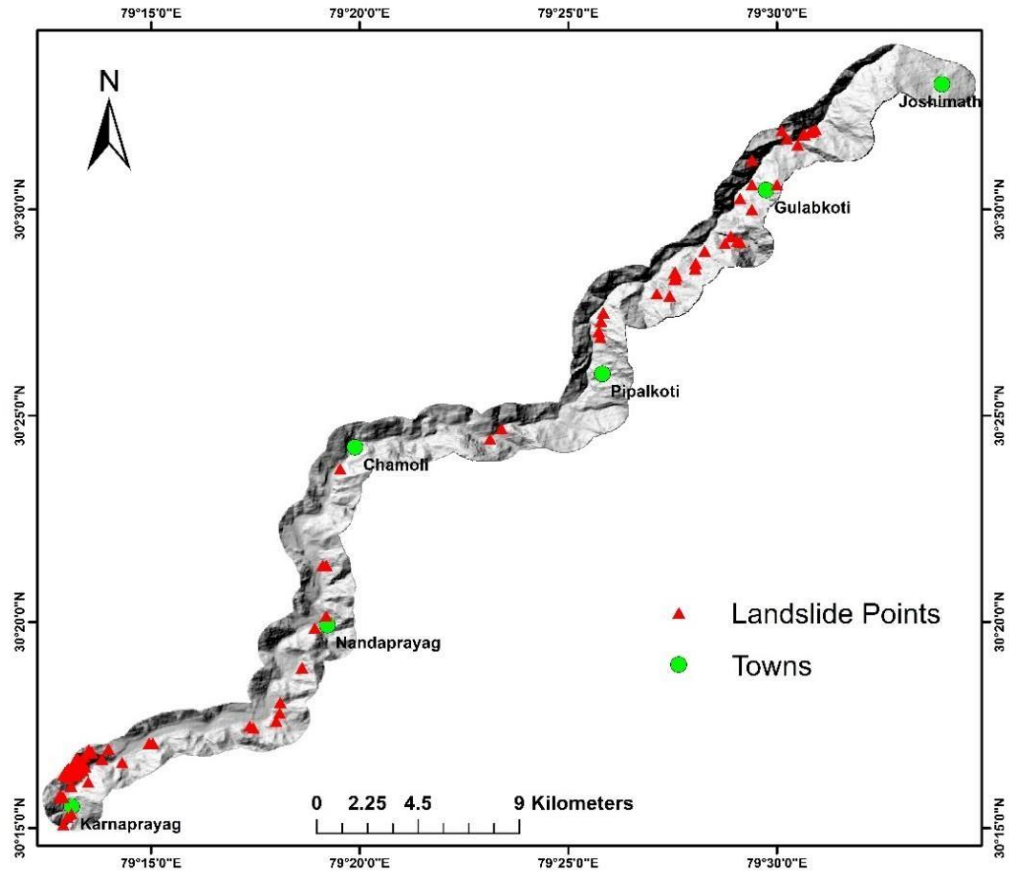 79°15'0"E 79°20'0"E 79°25'0"E 79°30'0"E
N
Joshimath
30°30'0"N 30°30'0"N
Gulabkoti
Pipalkoti
30°25'0"N 30°25'0"N
Chamoli
Landslide Points
30°20'0"N 30°20'0"N
Nandaprayag
Towns
0 2.25 4.5 9 Kilometers
Karnaprayag
30°15'0"N 30°15'0"N
79°15'0"E 79°20'0"E 79°25'0"E 79°30'0"E